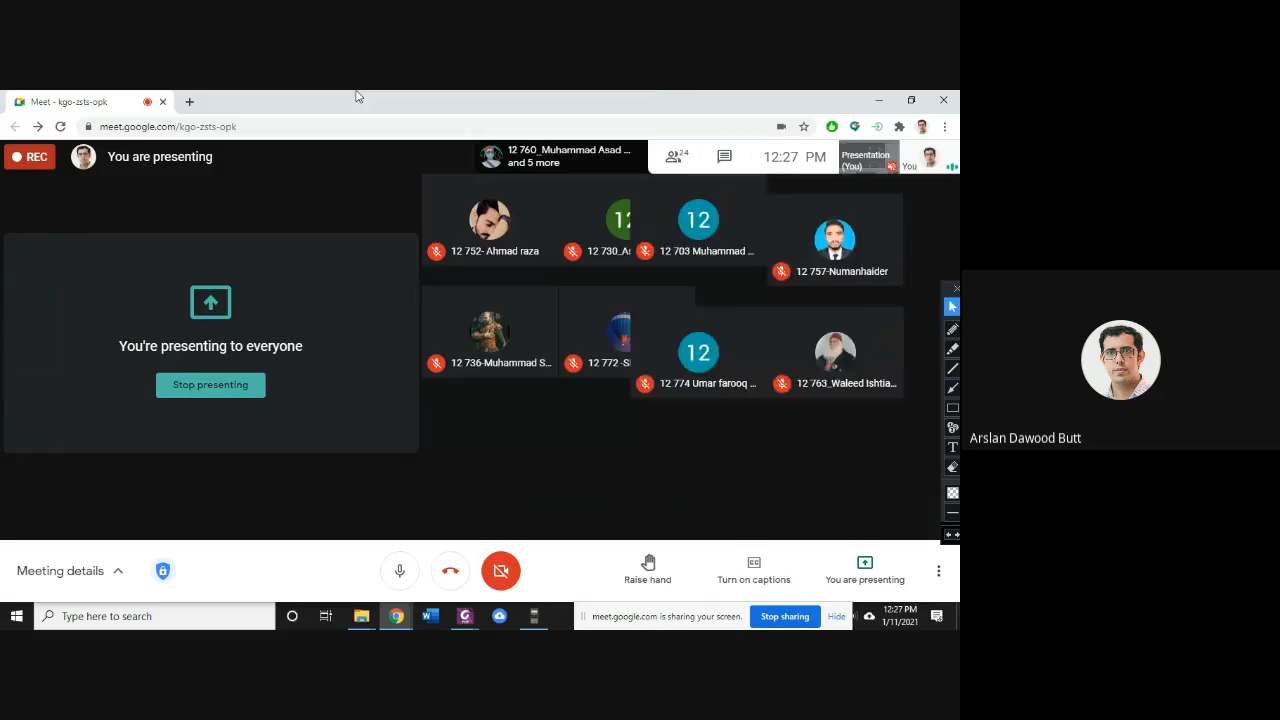 Meet - kgo-zsts-opk
meet.google.com/kgo-zsts-opk
REC
You are presenting
12 760_Muhammad Asad ...
and 5 more
24
12:27 PM
Presentation
(You)
You
12 752- Ahmad raza
12
12 730_As
12
12 703 Muhammad ...
12 757-Numanhaider
You're presenting to everyone
Stop presenting
12 736-Muhammad S...
12 772 -S
12
12 774 Umar farooq ...
12 763_Waleed Ishtia...
T
Arslan Dawood Butt
Meeting details
Raise hand
CC
Turn on captions
You are presenting
Type here to search
meet.google.com is sharing your screen.
Stop sharing
Hide
12:27 PM
1/11/2021